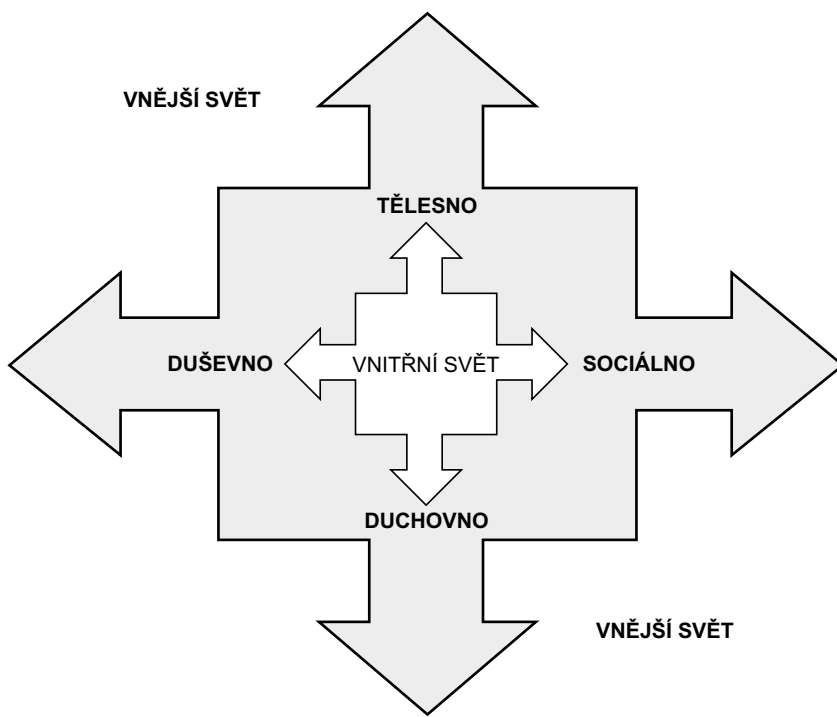 VNĚJŠÍ SVĚT
TĚLESNO
DUŠEVNO
VNITŘNÍ SVĚT
SOCIÁLNO
DUCHOVNO
VNĚJŠÍ SVĚT